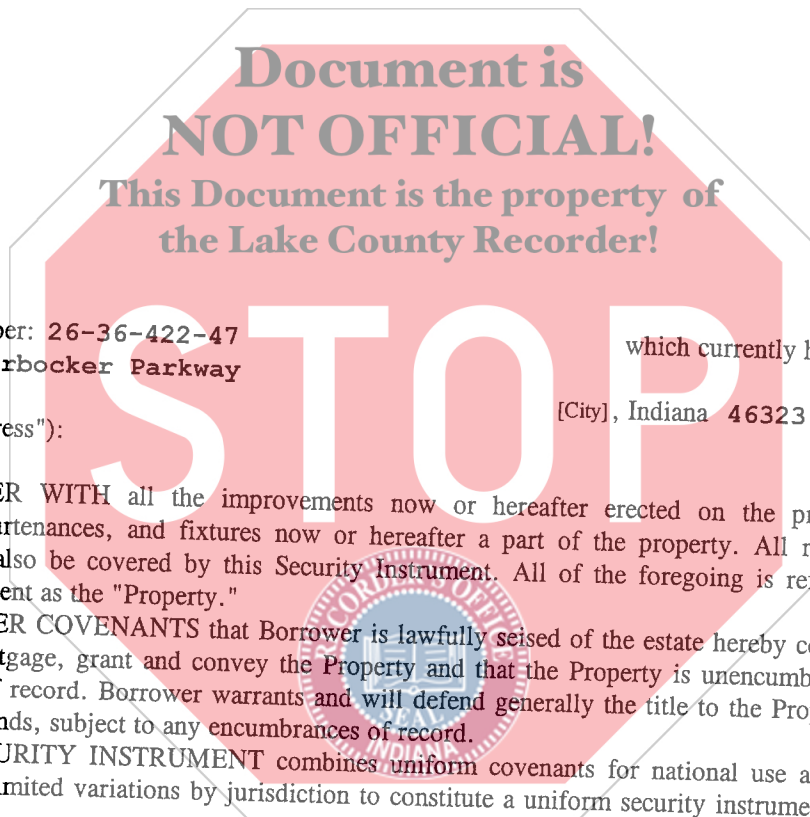 Document is
NOT OFFICIAL!
This Document is the property of
the Lake County Recorder!
STOP
ber: 26-36-422-47
which currently h
rbocker Parkway
[City], Indiana 46323
ress"):
ER WITH all the improvements now or hereafter erected on the pr
urtenances, and fixtures now or hereafter a part of the property. All r
also be covered by this Security Instrument. All of the foregoing is re
ent as the "Property."
ER COVENANTS that Borrower is lawfully seised of the estate hereby co
tgage, grant and convey the Property and that the Property is unencumb
f record. Borrower warrants and will defend generally the title to the Prop
nds, subject to any encumbrances of record.
URITY INSTRUMENT combines uniform covenants for national use a
mited variations by jurisdiction to constitute a uniform security instrume
RECORDER OFFICE
SEAL
INDIANA